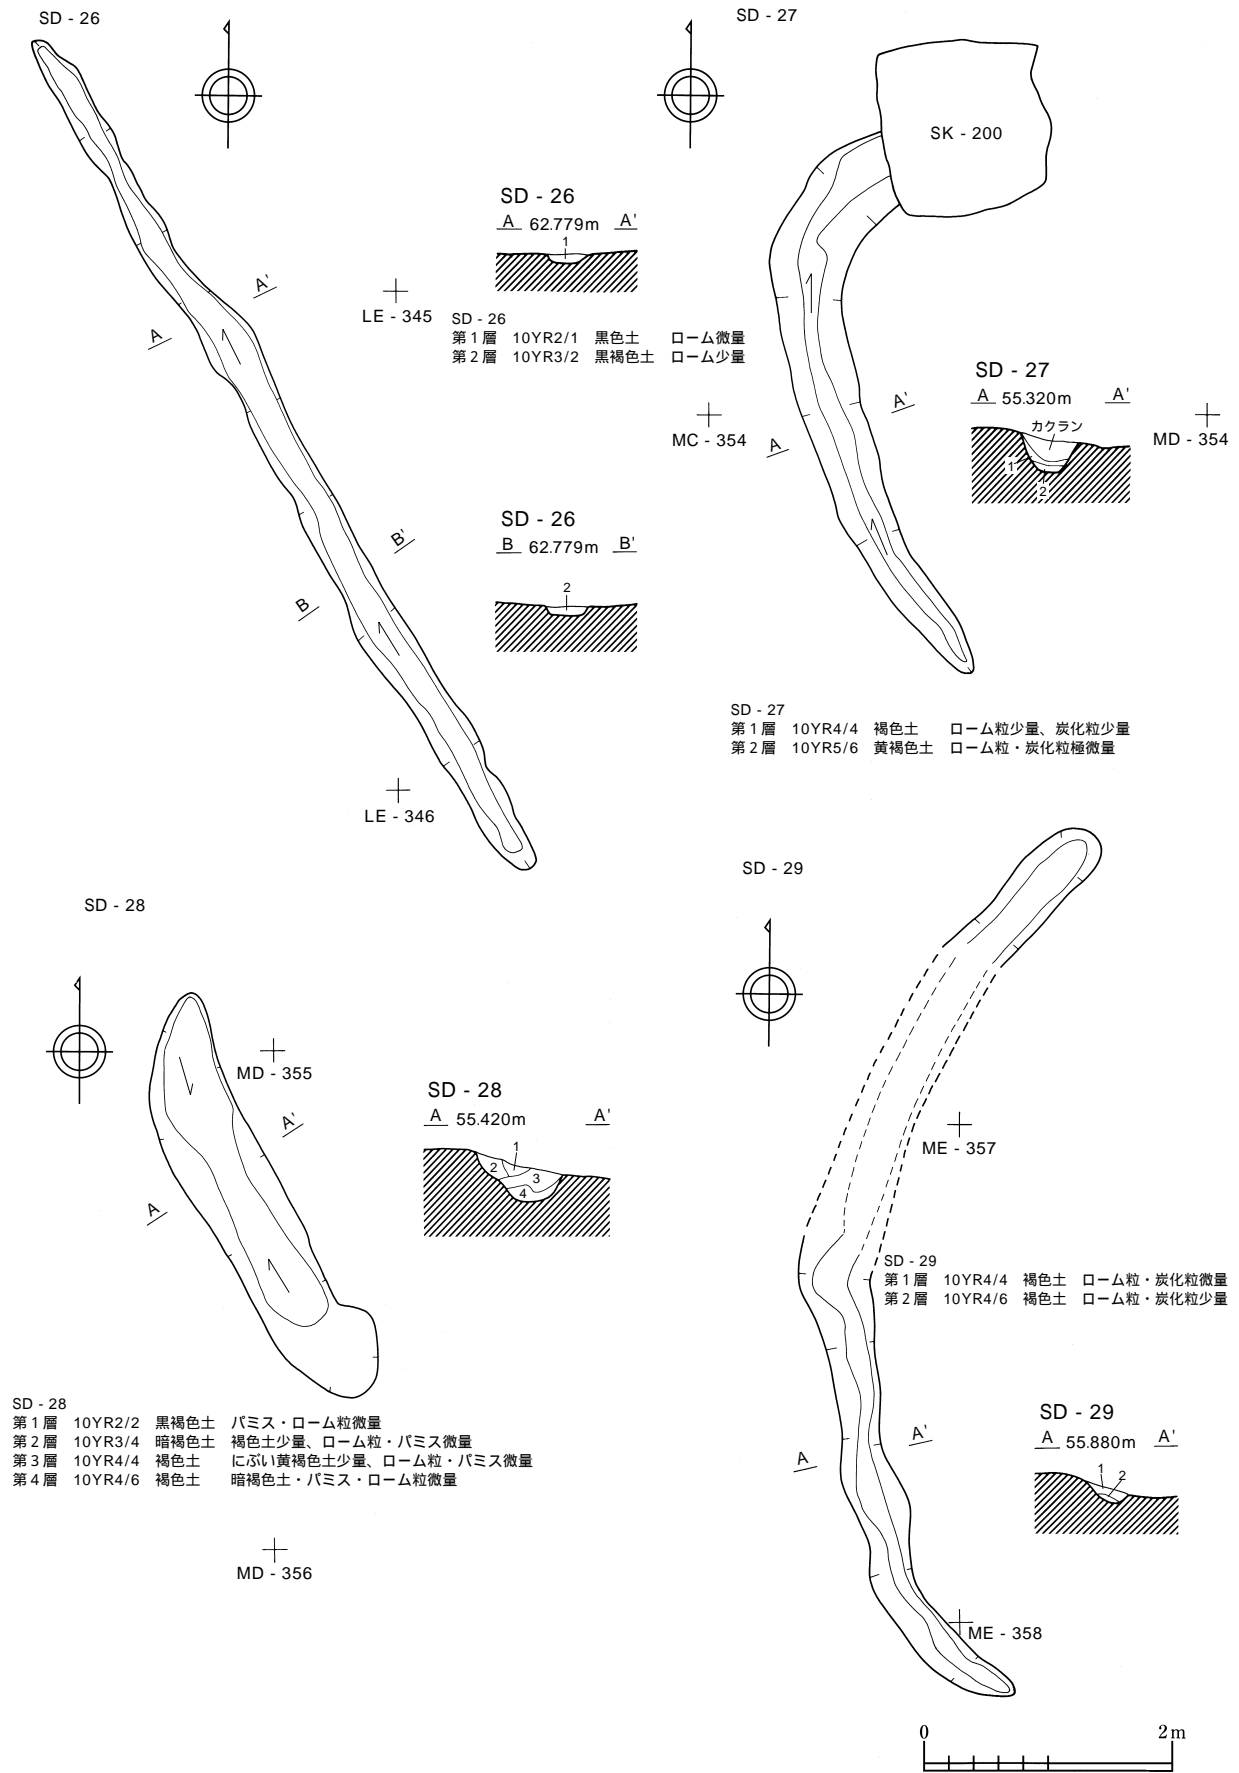 SD - 26
SD - 26
A 62.779m A'
1
A'
A
LE - 345
SD - 26
第1層 10YR2/1 黒色土 ローム微量
第2層 10YR3/2 黒褐色土 ローム少量
SD - 26
B 62.779m B'
2
B'
B
LE - 346
SD - 27
SK - 200
A'
A
MC - 354
SD - 27
A 55.320m A'
カクラン
1
2
MD - 354
SD - 27
第1層 10YR4/4 褐色土 ローム粒少量、炭化粒少量
第2層 10YR5/6 黄褐色土 ローム粒・炭化粒極微量
SD - 28
MD - 355
A'
A
SD - 28
A 55.420m A'
1
2
3
4
SD - 28
第1層 10YR2/2 黒褐色土 パミス・ローム粒微量
第2層 10YR3/4 暗褐色土 褐色土少量、ローム粒・パミス微量
第3層 10YR4/4 褐色土 にぶい黄褐色土少量、ローム粒・パミス微量
第4層 10YR4/6 褐色土 暗褐色土・パミス・ローム粒微量
MD - 356
SD - 29
ME - 357
SD - 29
第1層 10YR4/4 褐色土 ローム粒・炭化粒微量
第2層 10YR4/6 褐色土 ローム粒・炭化粒少量
A'
A
SD - 29
A 55.880m A'
1
2
ME - 358
0 2m